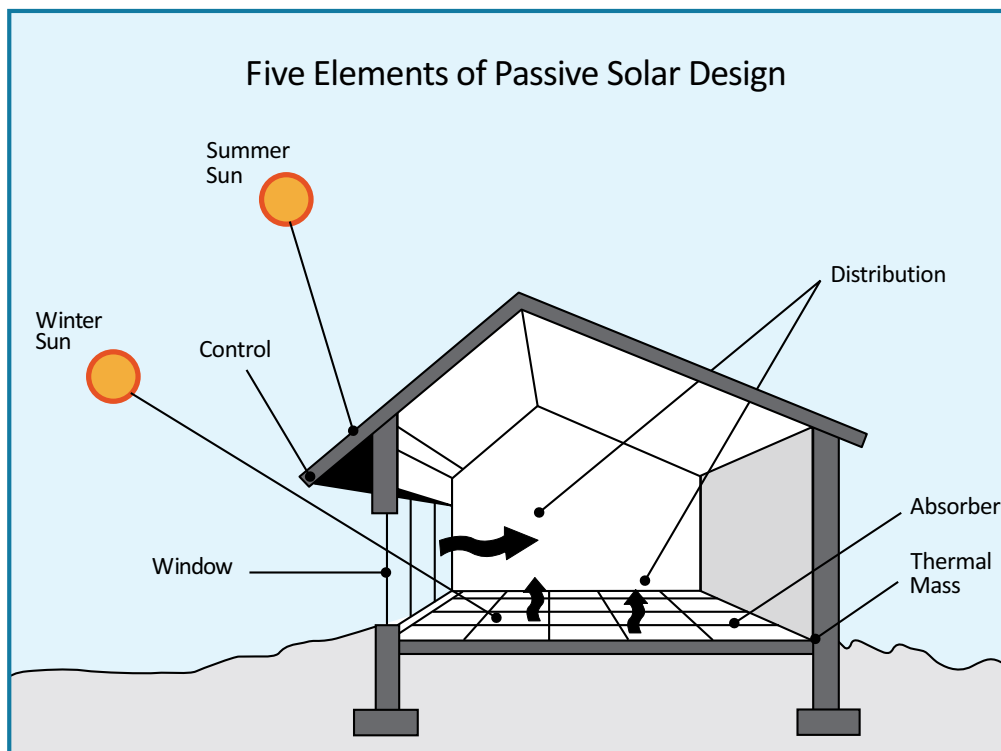 Five Elements of Passive Solar Design
Summer
Sun
Winter
Sun
Control
Distribution
Window
Absorber
Thermal
Mass